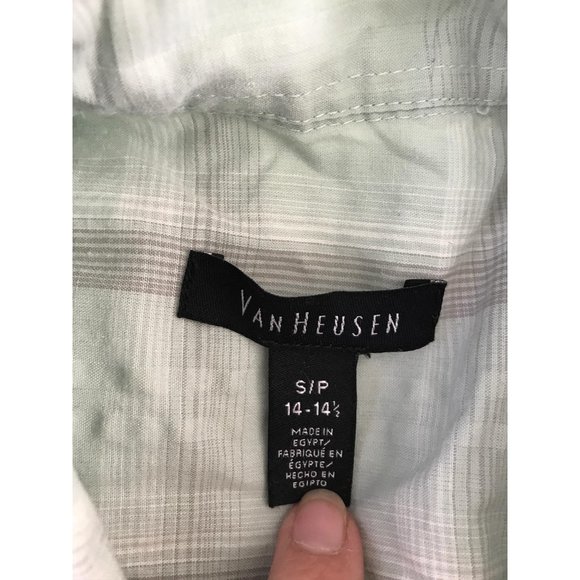 VAN HEUSEN
S/P
14-14½
MADE IN
EGYPT/
FABRIQUÉ EN
ÉGYPTE/
HECHO EN
EGIPTO